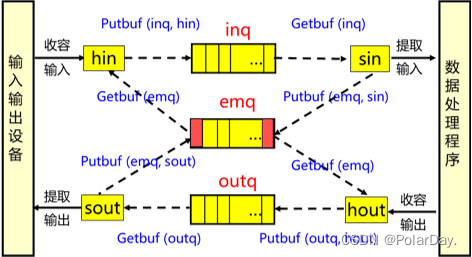 Putbuf (inq, hin)
inq
Getbuf (inq)
收容
输入
hin
...
sin
提取
输入
输入输出设备
Getbuf (emq)
emq
Putbuf (emq, sin)
数据处理程序
...
Putbuf (emq, sout)
Getbuf (emq)
提取
输出
sout
outq
...
hout
收容
输出
Getbuf (outq)
Putbuf (outq, hout)
CSDN @PolarDay.